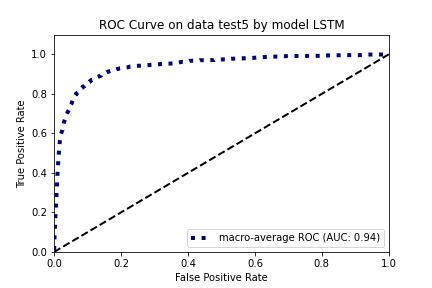 ROC Curve on data test5 by model LSTM
True Positive Rate
1.0
0.8
0.6
0.4
0.2
0.0
macro-average ROC (AUC: 0.94)
0.0 0.2 0.4 0.6 0.8 1.0
False Positive Rate